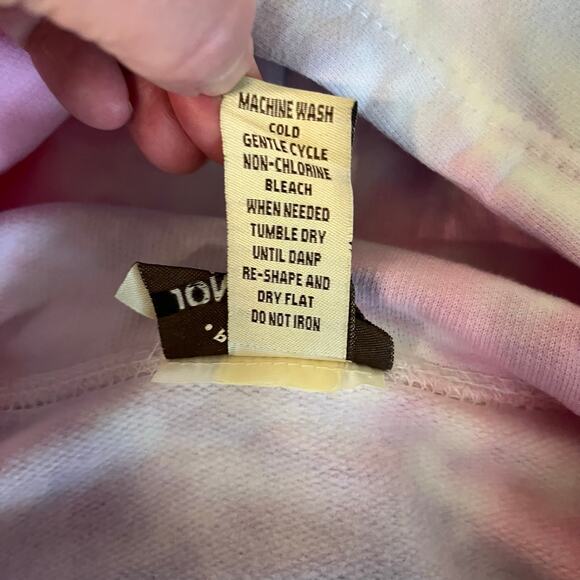 MACHINE WASH
COLD
GENTLE CYCLE
NON-CHLORINE
BLEACH
WHEN NEEDED
TUMBLE DRY
UNTIL DANP
RE-SHAPE AND
DRY FLAT
DO NOT IRON